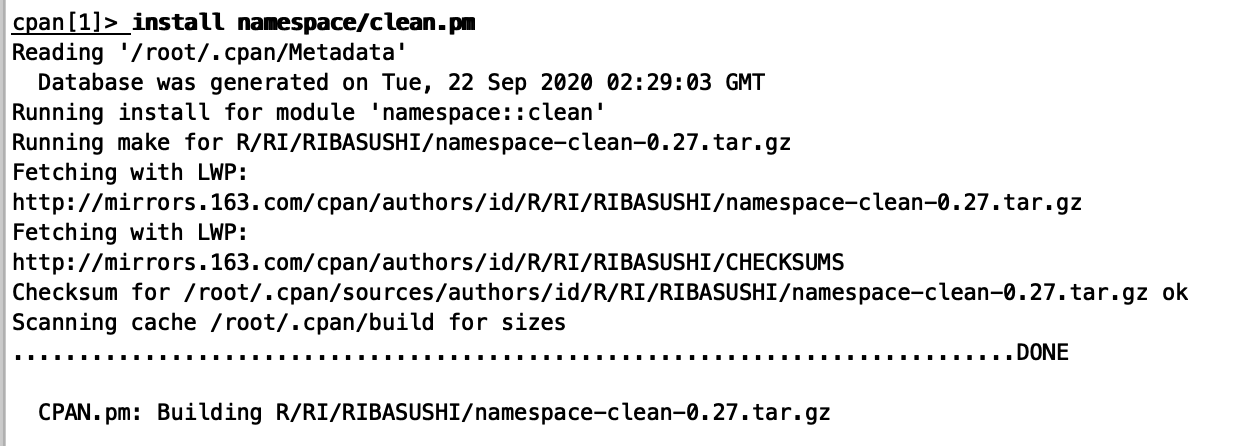 cpan[1]> install namespace/clean.pm
Reading '/root/.cpan/Metadata'
  Database was generated on Tue, 22 Sep 2020 02:29:03 GMT
Running install for module 'namespace::clean'
Running make for R/RI/RIBASUSHI/namespace-clean-0.27.tar.gz
Fetching with LWP:
http://mirrors.163.com/cpan/authors/id/R/RI/RIBASUSHI/namespace-clean-0.27.tar.gz
Fetching with LWP:
http://mirrors.163.com/cpan/authors/id/R/RI/RIBASUSHI/CHECKSUMS
Checksum for /root/.cpan/sources/authors/id/R/RI/RIBASUSHI/namespace-clean-0.27.tar.gz ok
Scanning cache /root/.cpan/build for sizes
............................................................................DONE
  CPAN.pm: Building R/RI/RIBASUSHI/namespace-clean-0.27.tar.gz